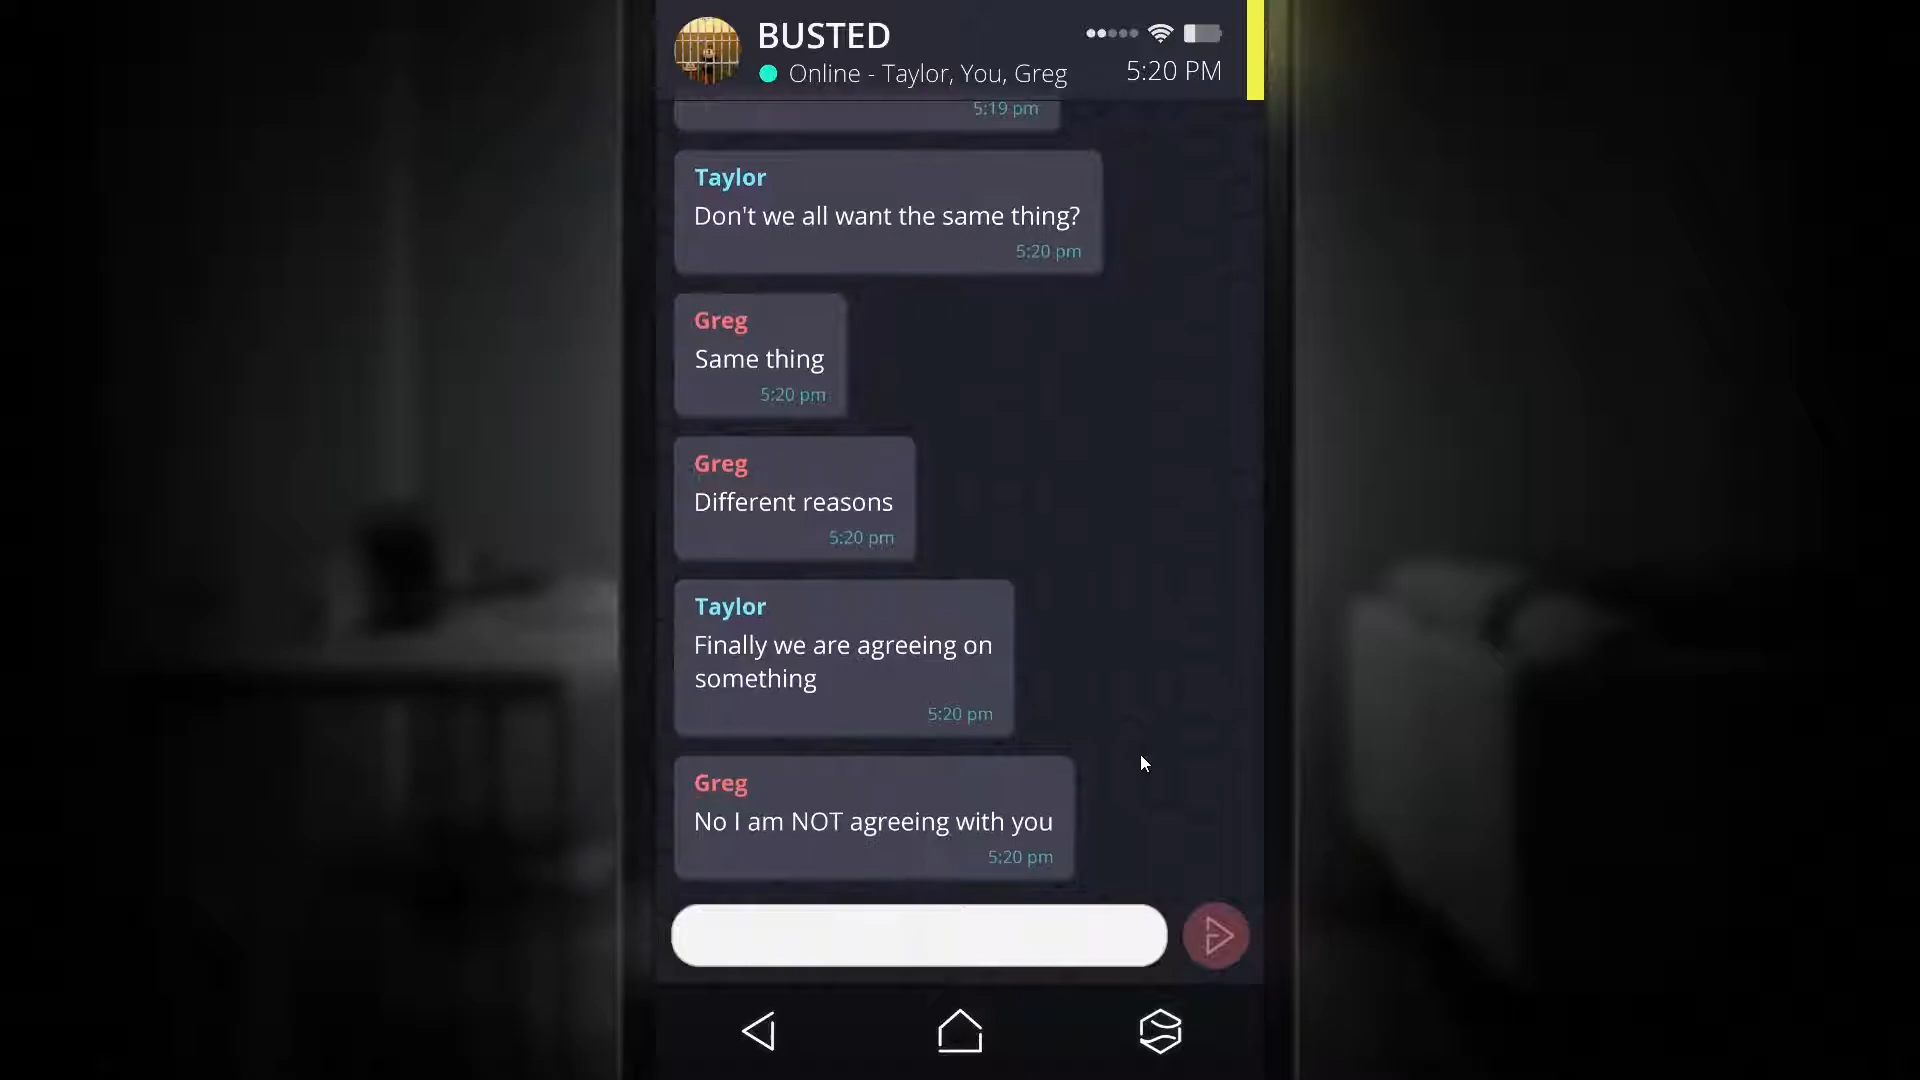 BUSTED
Online - Taylor, You, Greg
5:20 PM
5:19 pm
Taylor
Don't we all want the same thing?
5:20 pm
Greg
Same thing
5:20 pm
Greg
Different reasons
5:20 pm
Taylor
Finally we are agreeing on
something
5:20 pm
Greg
No I am NOT agreeing with you
5:20 pm